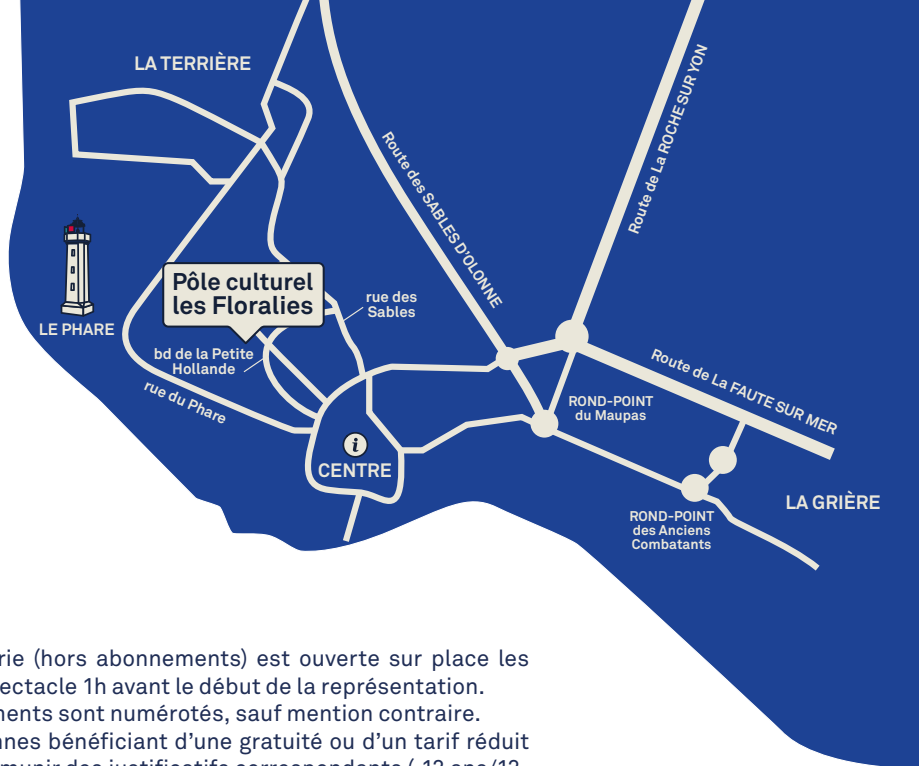 LA TERRIÈRE
Route des SABLES D'OLONNE
Route de La ROCHE SUR YON
LE PHARE
Pôle culturel
les Floralies
rue des
Sables
bd de la Petite
Hollande
rue du Phare
Route de La FAUTE SUR MER
ROND-POINT
du Maupas
i
CENTRE
LA GRIÈRE
ROND-POINT
des Anciens
Combatants
rie (hors abonnements) est ouverte sur place les
ectacle 1h avant le début de la représentation.
ments sont numérotés, sauf mention contraire.
nnes bénéficiant d'une gratuité ou d'un tarif réduit